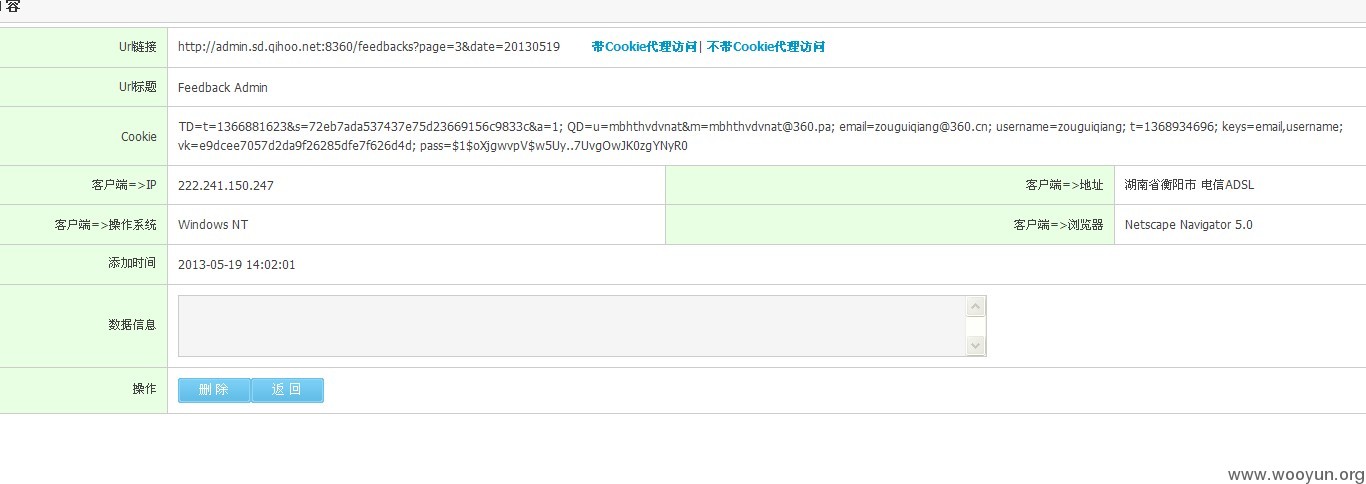 容
Url链接 http://admin.sd.qihoo.net:8360/feedbacks?page=3&date=20130519 带Cookie代理访问| 不带Cookie代理访问
Url标题 Feedback Admin
Cookie TD=t=1366881623&s=72eb7ada537437e75d23669156c9833c&a=1; QD=u=mbhthvdvnat&m=mbhthvdvnat@360.pa; email=zouguiqiang@360.cn; username=zouguiqiang; t=1368934696; keys=email,username;
vk=e9dcee7057d2da9f26285dfe7f626d4d; pass=$1$oXjgwvpV$w5Uy..7UvgOwJK0zgYNyR0
客户端=>IP 222.241.150.247 客户端=>地址 湖南省衡阳市 电信ADSL
客户端=>操作系统 Windows NT 客户端=>浏览器 Netscape Navigator 5.0
添加时间 2013-05-19 14:02:01
数据信息
操作 删 除 返 回
www.wooyun.org